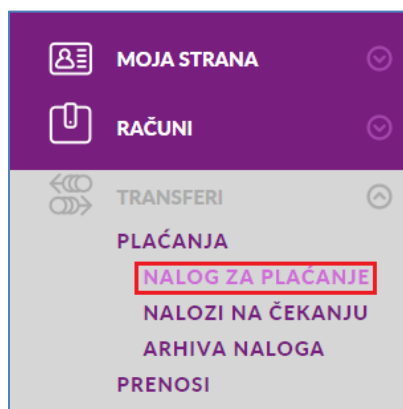 MOJA STRANA
RAČUNI
TRANSFERI
PLAĆANJA
NALOG ZA PLAĆANJE
NALOZI NA ČEKANJU
ARHIVA NALOGA
PRENOSI